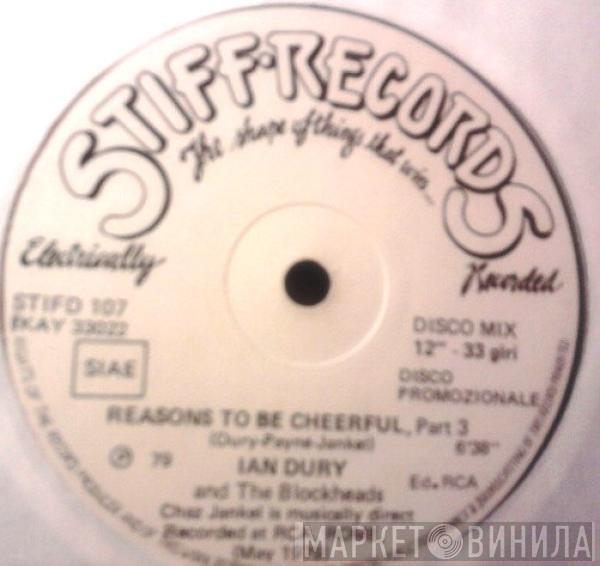 STIFF·RECORDS
The shape of things that win...
Electrically
Recorded
STIFD 107
EKAY 33022
SIAE
DISCO MIX
12" - 33 giri
DISCO
PROMOZIONALE
REASONS TO BE CHEERFUL, Part 3
(Dury-Payne-Jankel)
6'38"
℗ 79
IAN DURY
Ed. RCA
and The Blockheads
Chaz Jankel is musically direct
Recorded at
(May
МАРКЕТ ВИНИЛА